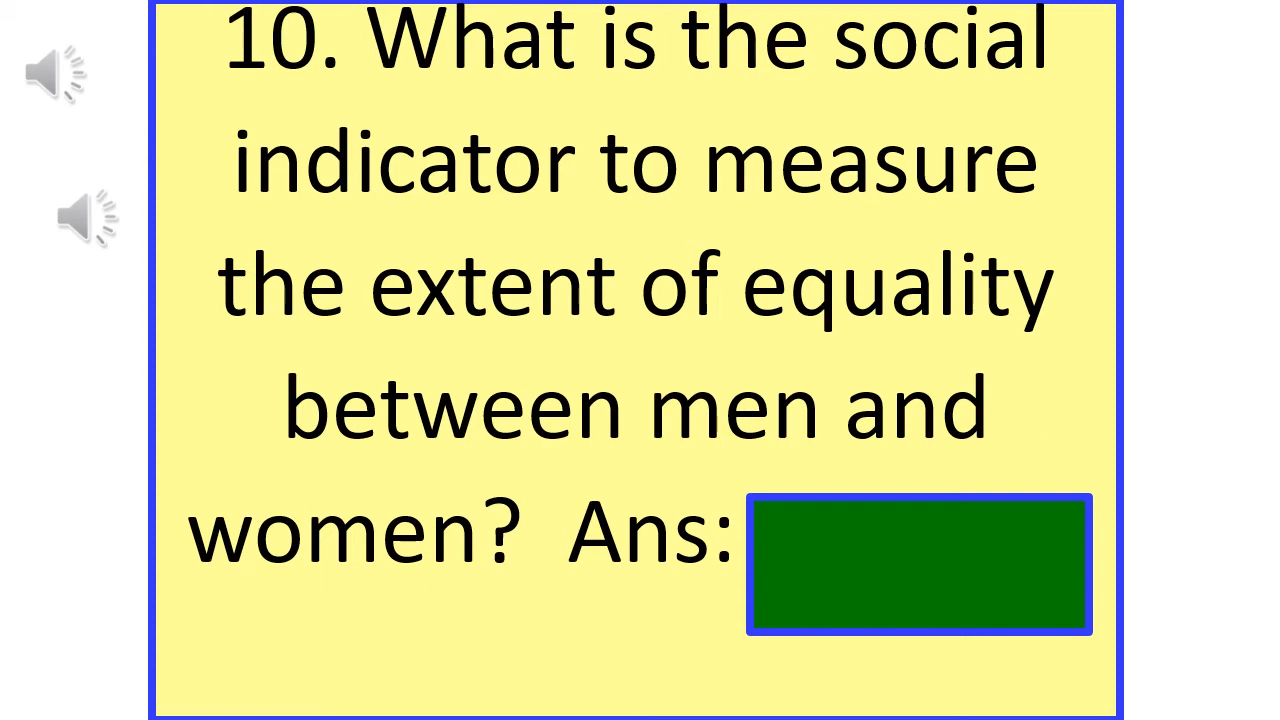 10. What is the social
indicator to measure
the extent of equality
between men and
women?  Ans: